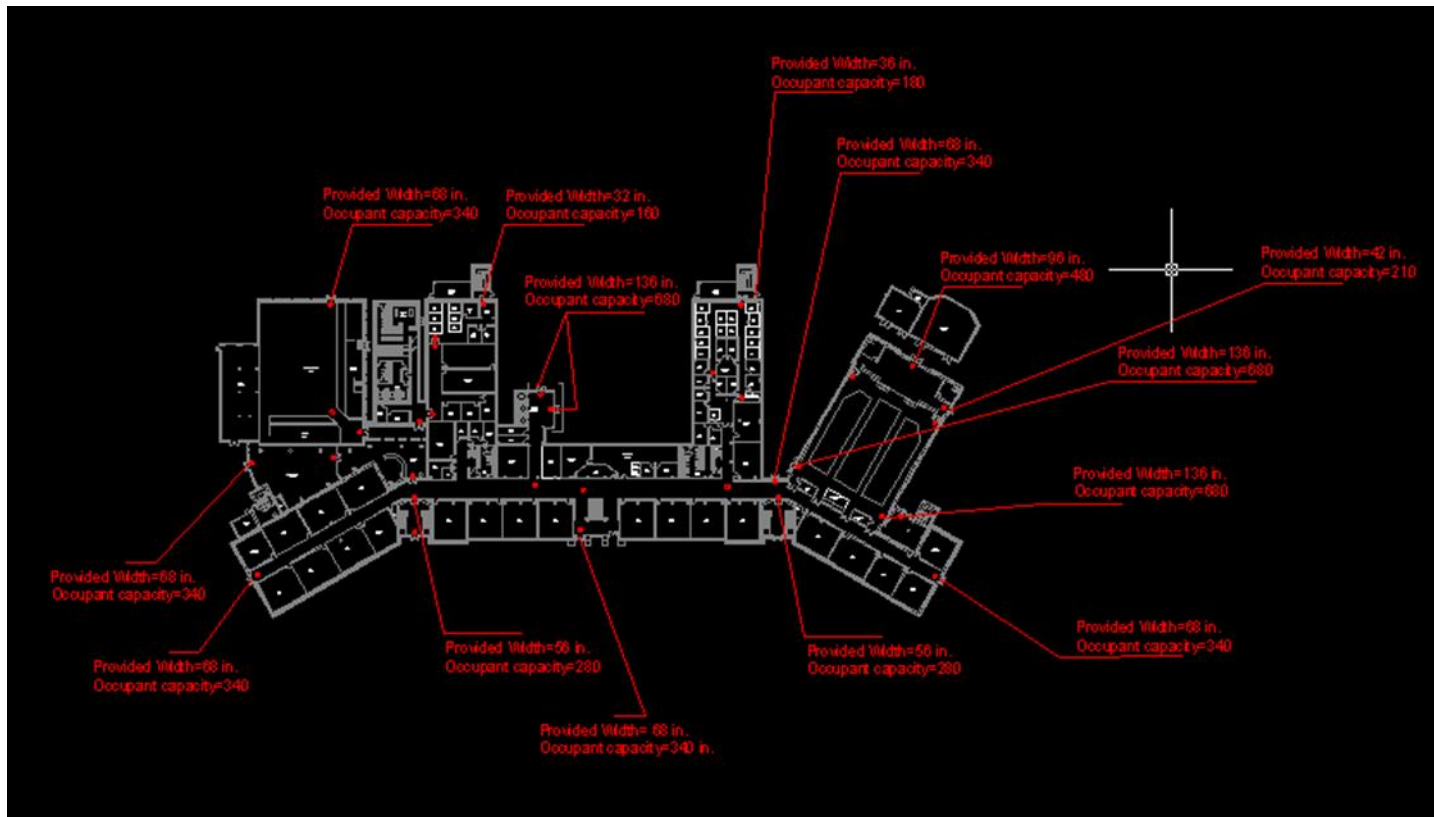 Provided Width=36 in.
Occupant capacity=180
Provided Width=68 in.
Occupant capacity=340
Provided Width=68 in.
Occupant capacity=340
Provided Width=32 in.
Occupant capacity=160
Provided Width=96 in.
Occupant capacity=480
Provided Width=42 in.
Occupant capacity=210
Provided Width=136 in.
Occupant capacity=680
Provided Width=136 in.
Occupant capacity=680
Provided Width=136 in.
Occupant capacity=680
Provided Width=68 in.
Occupant capacity=340
Provided Width=68 in.
Occupant capacity=340
Provided Width=56 in.
Occupant capacity=280
Provided Width=56 in.
Occupant capacity=280
Provided Width=68 in.
Occupant capacity=340
Provided Width= 68 in.
Occupant capacity=340 in.